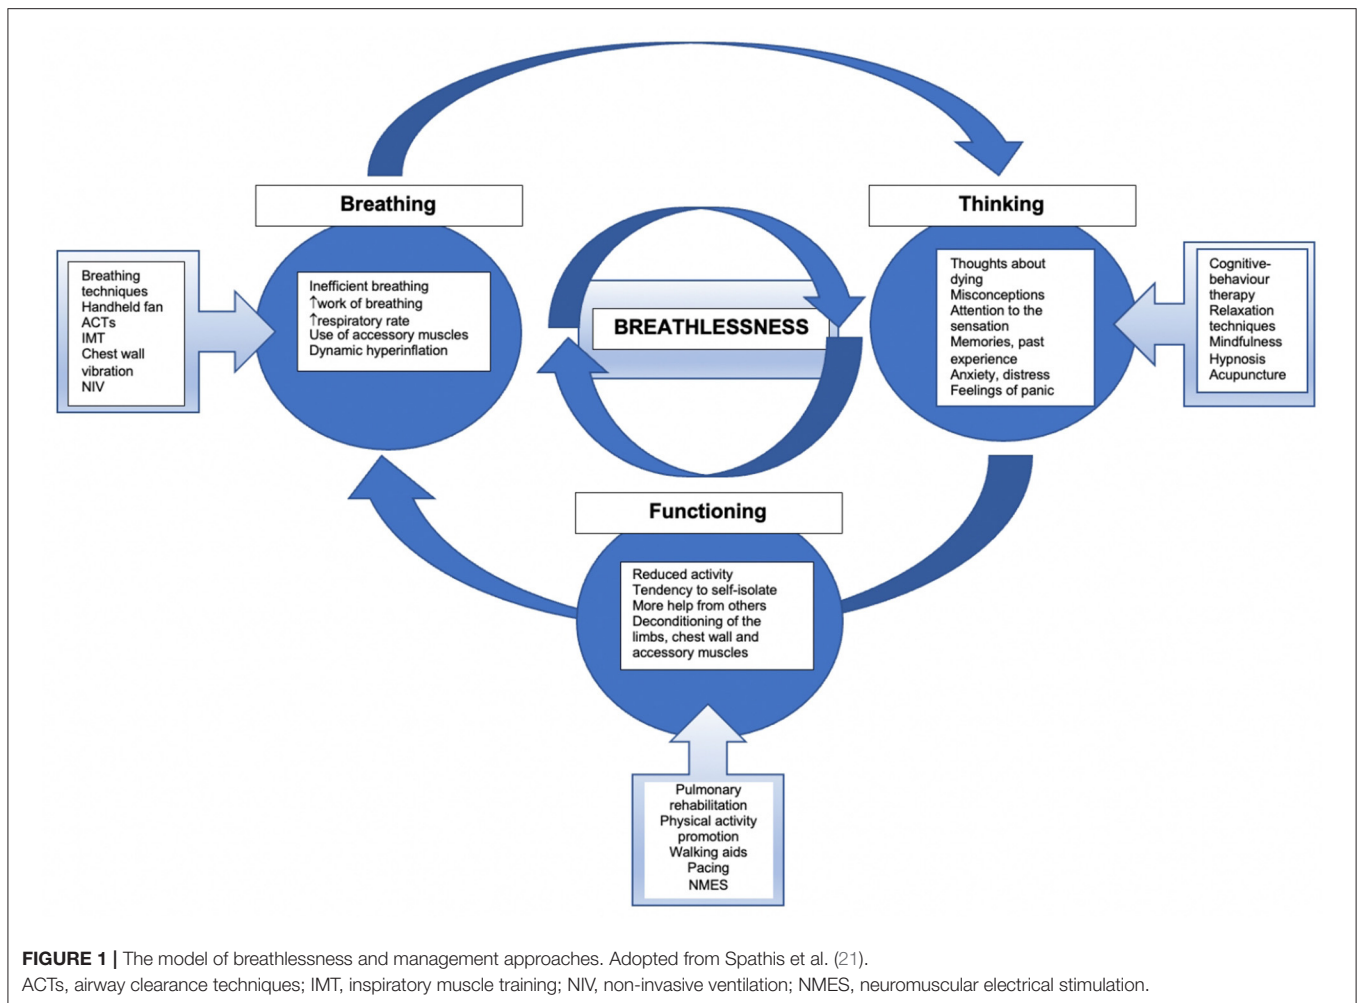 Breathing
Thinking
Breathing
techniques
Handheld fan
ACTs
IMT
Chest wall
vibration
NIV
Inefficient breathing
↑work of breathing
↑respiratory rate
Use of accessory muscles
Dynamic hyperinflation
BREATHLESSNESS
Thoughts about
dying
Misconceptions
Attention to the
sensation
Memories, past
experience
Anxiety, distress
Feelings of panic
Cognitive-
behaviour
therapy
Relaxation
techniques
Mindfulness
Hypnosis
Acupuncture
Functioning
Reduced activity
Tendency to self-isolate
More help from others
Deconditioning of the
limbs, chest wall and
accessory muscles
Pulmonary
rehabilitation
Physical activity
promotion
Walking aids
Pacing
NMES
FIGURE 1 | The model of breathlessness and management approaches. Adopted from Spathis et al. (21).
ACTs, airway clearance techniques; IMT, inspiratory muscle training; NIV, non-invasive ventilation; NMES, neuromuscular electrical stimulation.